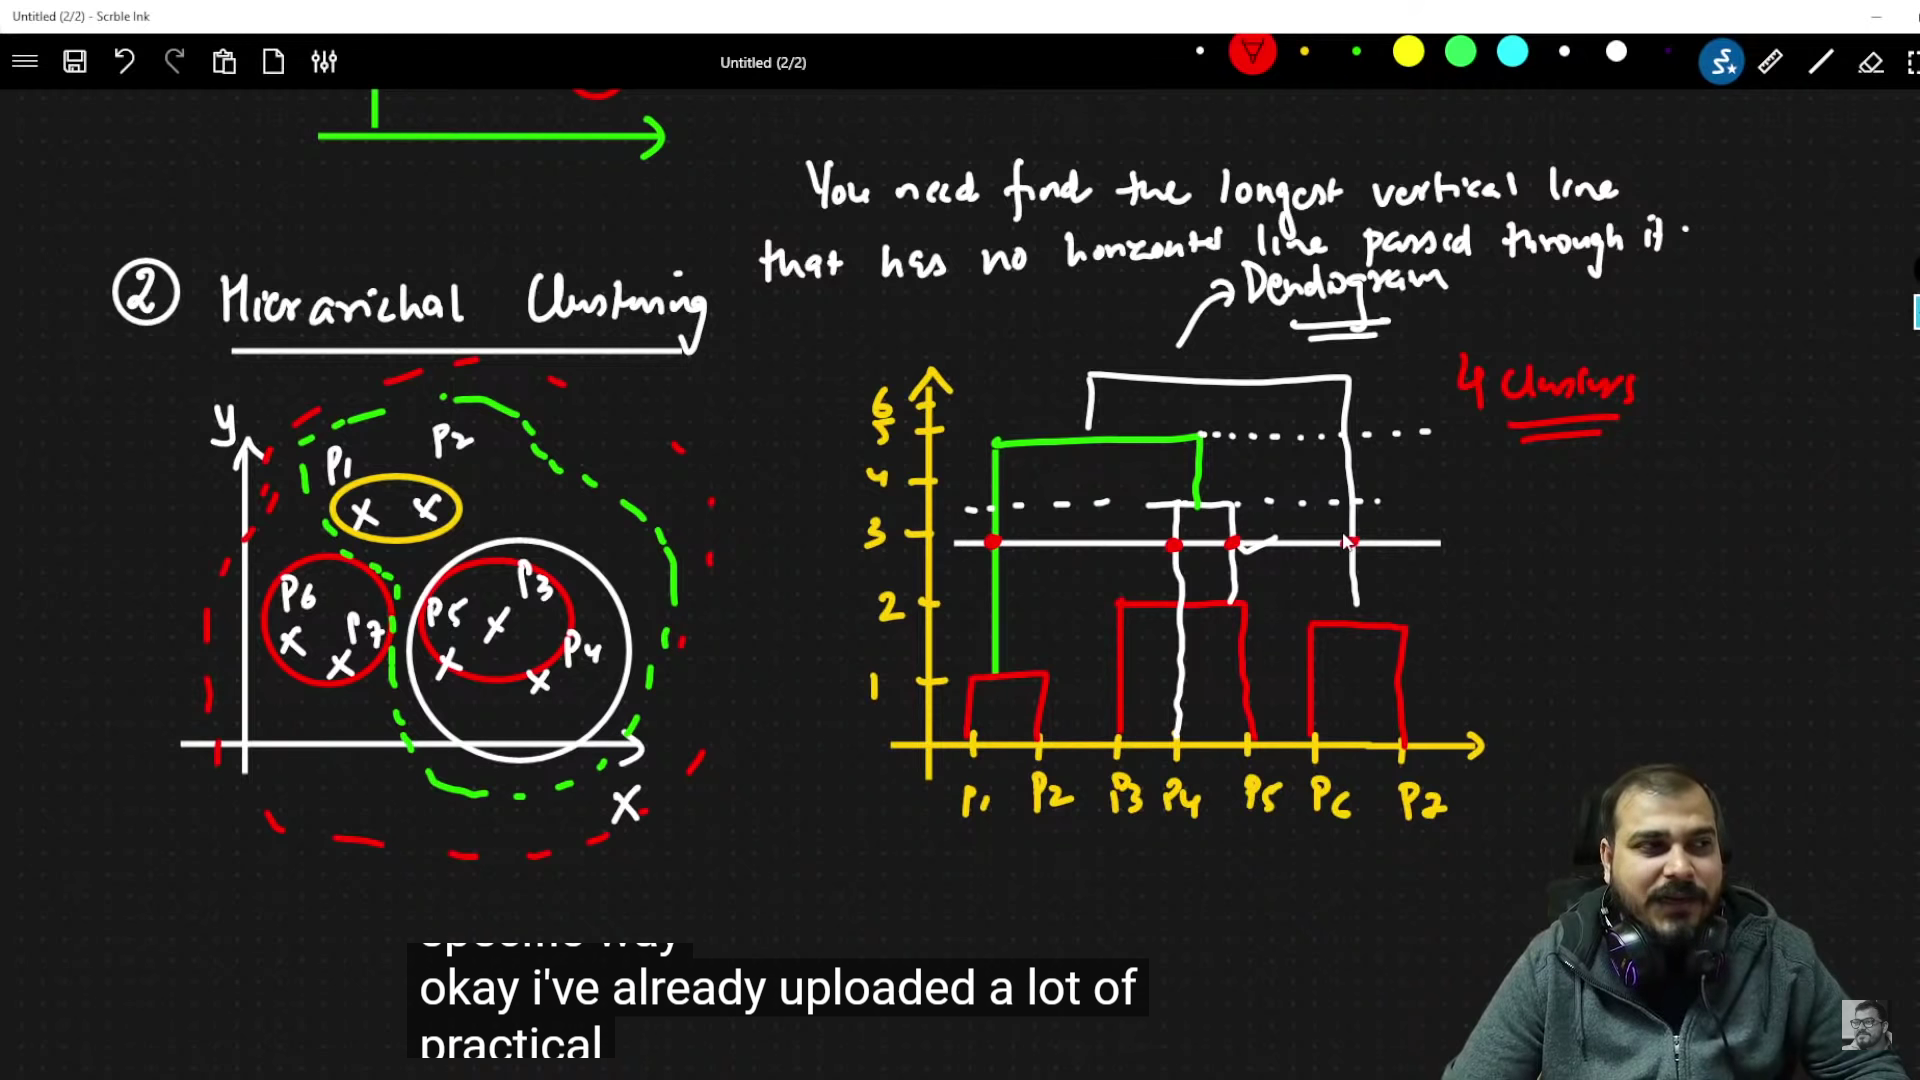 Untitled (2/2) - Scrble Ink
Untitled (2/2)
You need find the longest vertical line
that has no horizontal line passed through it.
Dendogram
② Hierarichal Clustering
4 clusters
y
P1
P2
P6
P7
P5
P3
P4
X
6
5
4
3
2
1
P1 P2 P3 P4 P5 P6 P7
specific way
okay i've already uploaded a lot of
practical